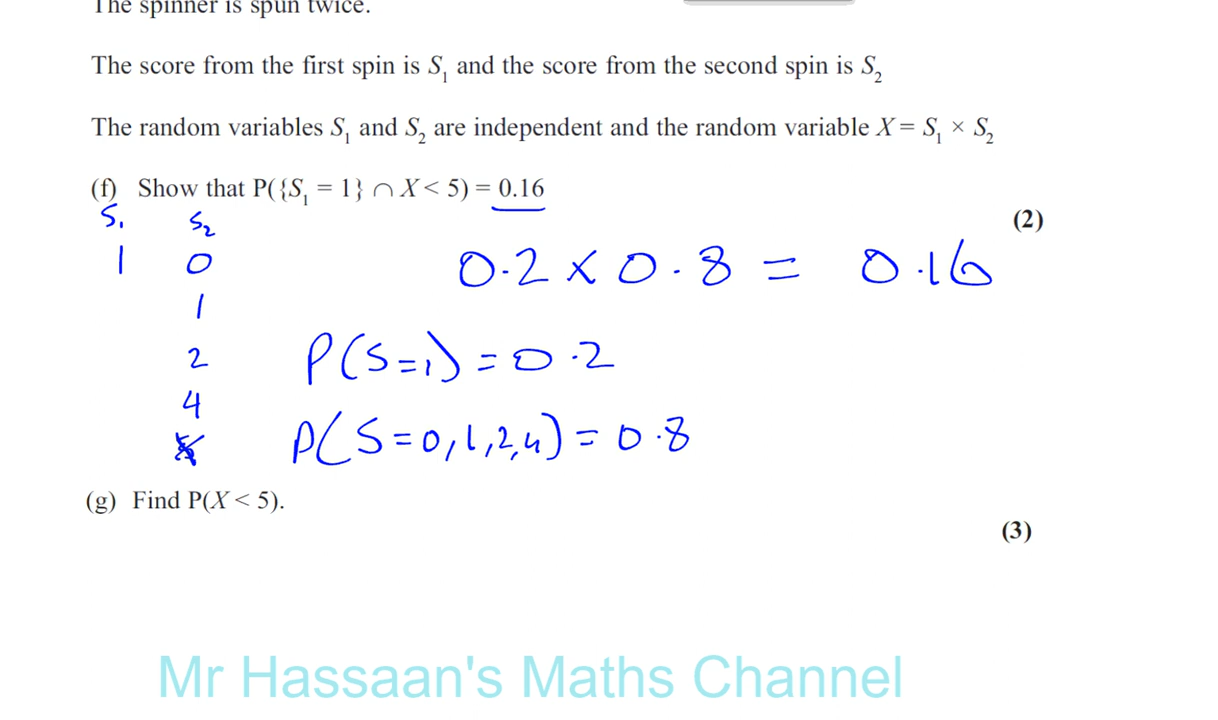 The spinner is spun twice.
The score from the first spin is S₁ and the score from the second spin is S₂
The random variables S₁ and S₂ are independent and the random variable X = S₁ × S₂
(f) Show that P({S₁ = 1} ∩ X < 5) = 0.16
(2)
S₁ S₂
1 0 0.2 × 0.8 = 0.16
1
2 P(S=1) = 0.2
4
P(S=0,1,2,4) = 0.8
(g) Find P(X < 5).
(3)
Mr Hassaan's Maths Channel